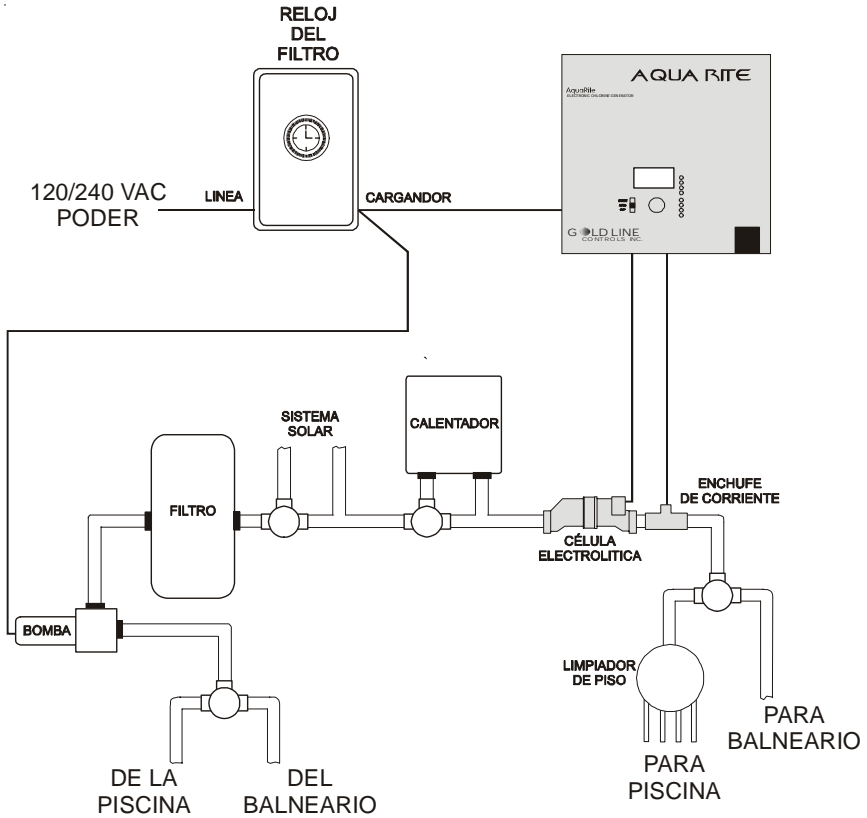 RELOJ
DEL
FILTRO
AQUA RITE
AquaRite
ELECTRONIC CHLORINE GENERATOR
120/240 VAC
PODER
LINEA
CARGANDOR
GOLD LINE
CONTROLS INC.
SISTEMA
SOLAR
CALENTADOR
FILTRO
ENCHUFE
DE CORRIENTE
CÉLULA
ELECTROLITICA
BOMBA
LIMPIADOR
DE PISO
PARA
BALNEARIO
PARA
PISCINA
DE LA
PISCINA
DEL
BALNEARIO